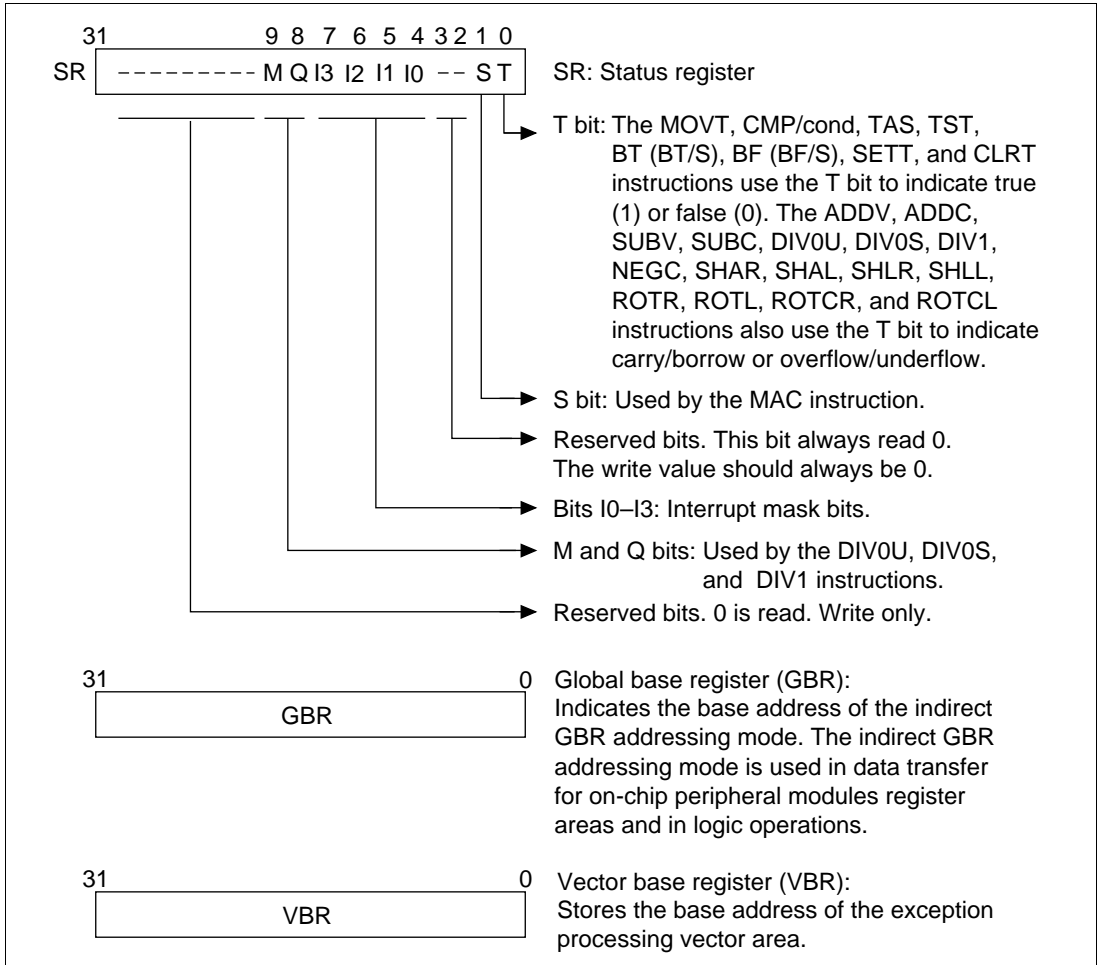 31 9 8 7 6 5 4 3 2 1 0
SR --------- M Q I3 I2 I1 I0 -- S T SR: Status register
T bit: The MOVT, CMP/cond, TAS, TST,
BT (BT/S), BF (BF/S), SETT, and CLRT
instructions use the T bit to indicate true
(1) or false (0). The ADDV, ADDC,
SUBV, SUBC, DIV0U, DIV0S, DIV1,
NEGC, SHAR, SHAL, SHLR, SHLL,
ROTR, ROTL, ROTCR, and ROTCL
instructions also use the T bit to indicate
carry/borrow or overflow/underflow.
S bit: Used by the MAC instruction.
Reserved bits. This bit always read 0.
The write value should always be 0.
Bits I0–I3: Interrupt mask bits.
M and Q bits: Used by the DIV0U, DIV0S,
and DIV1 instructions.
Reserved bits. 0 is read. Write only.
31 0 Global base register (GBR):
GBR Indicates the base address of the indirect
GBR addressing mode. The indirect GBR
addressing mode is used in data transfer
for on-chip peripheral modules register
areas and in logic operations.
31 0 Vector base register (VBR):
VBR Stores the base address of the exception
processing vector area.